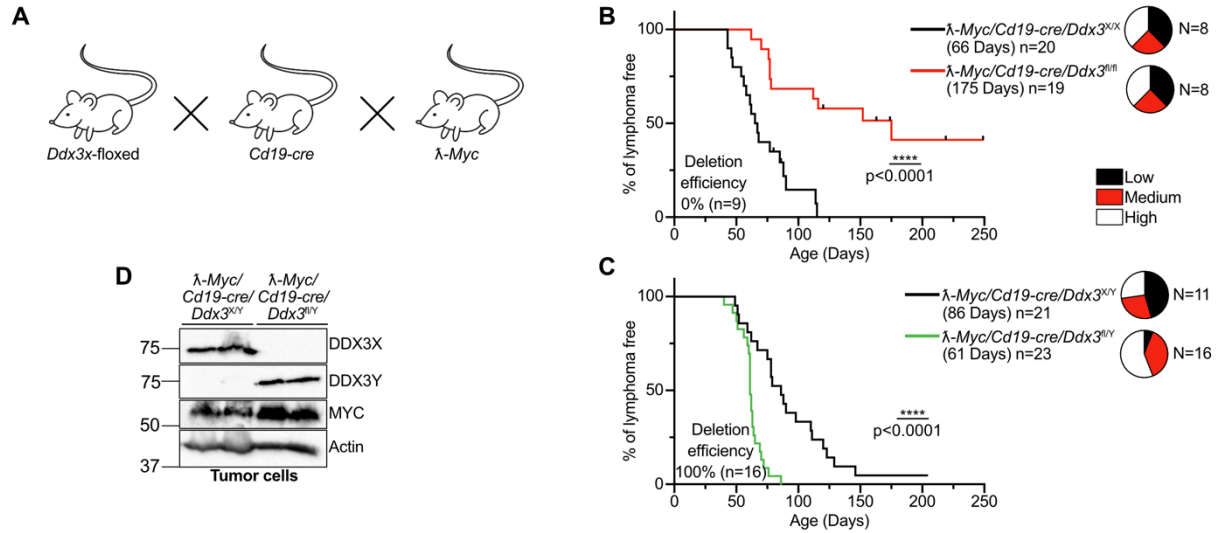 A
Ddx3x-floxed
Cd19-cre
λ-Myc
B
% of lymphoma free
100
50
0
0 50 100 150 200 250
Age (Days)
Deletion
efficiency
0% (n=9)
****
p<0.0001
λ-Myc/Cd19-cre/Ddx3X/X
(66 Days) n=20
N=8
λ-Myc/Cd19-cre/Ddx3fl/fl
(175 Days) n=19
N=8
Low
Medium
High
C
% of lymphoma free
100
50
0
0 50 100 150 200 250
Age (Days)
Deletion
efficiency
100% (n=16)
****
p<0.0001
λ-Myc/Cd19-cre/Ddx3X/Y
(86 Days) n=21
N=11
λ-Myc/Cd19-cre/Ddx3fl/Y
(61 Days) n=23
N=16
D
λ-Myc/
Cd19-cre/
Ddx3X/Y
λ-Myc/
Cd19-cre/
Ddx3fl/Y
75
DDX3X
75
DDX3Y
50
MYC
37
Actin
Tumor cells